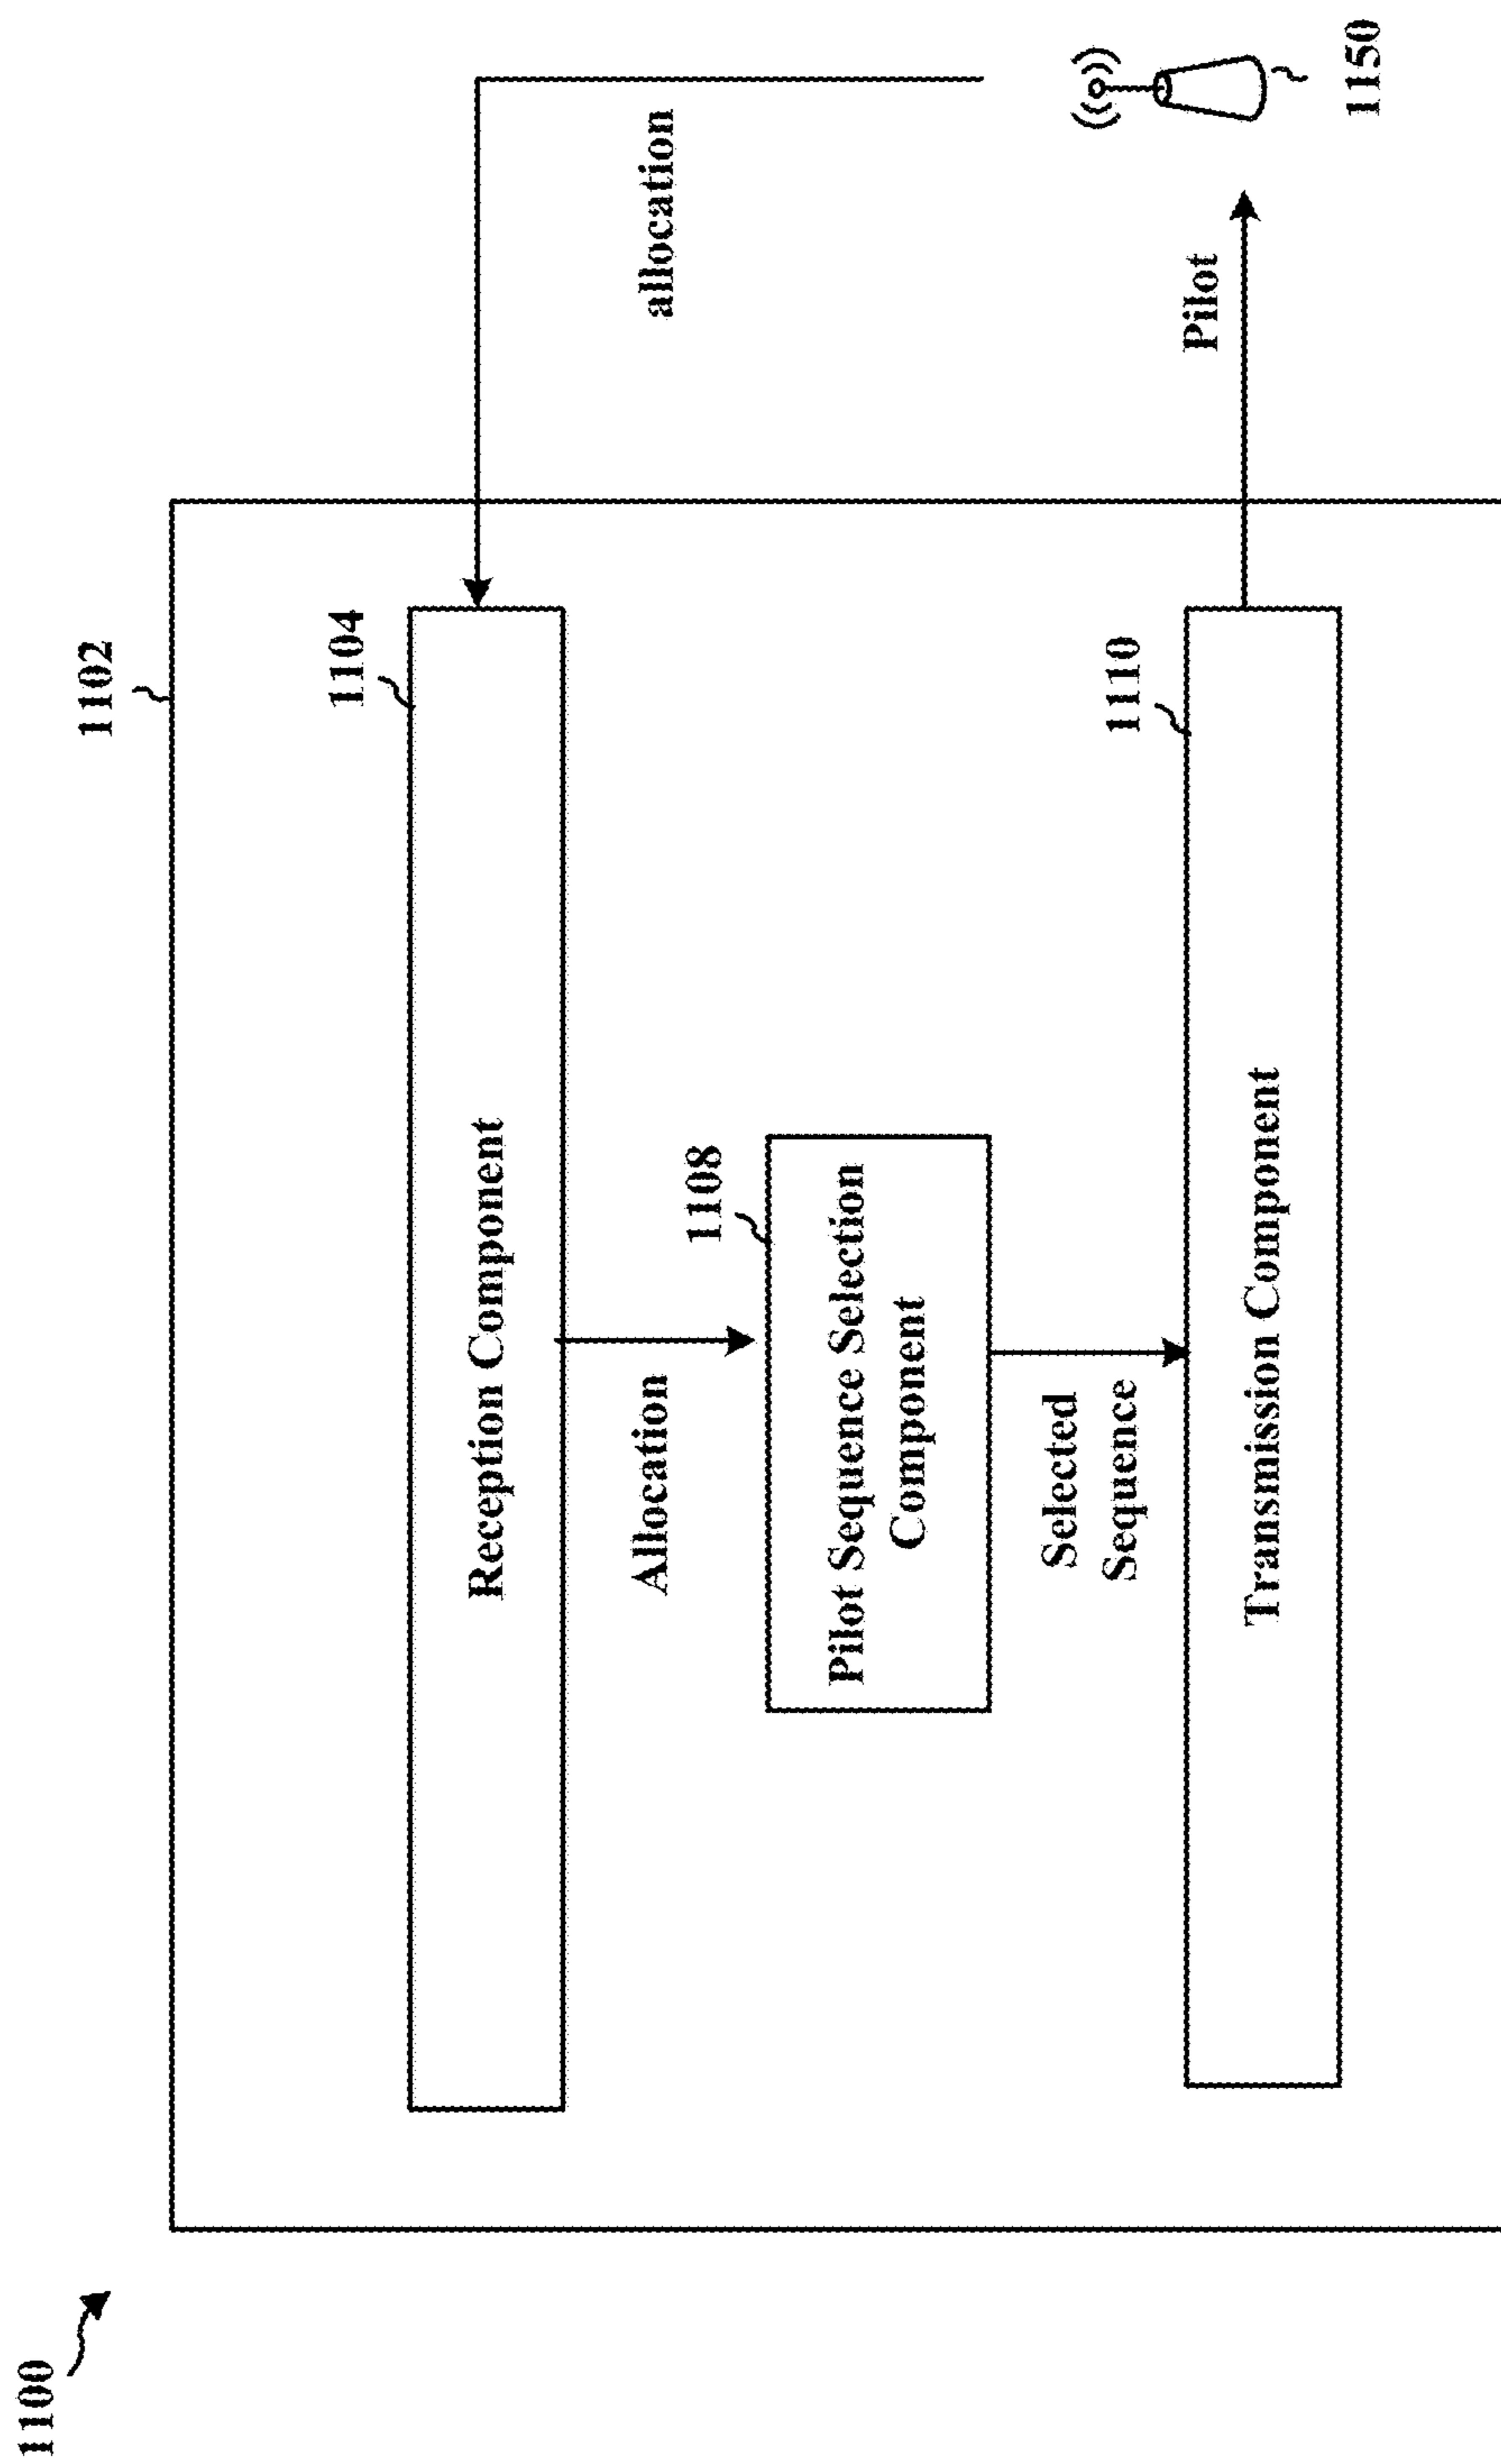 1100
1102
1104
Reception Component
allocation
Allocation
1108
Pilot Sequence Selection
Component
Selected
Sequence
1110
Transmission Component
Pilot
1150